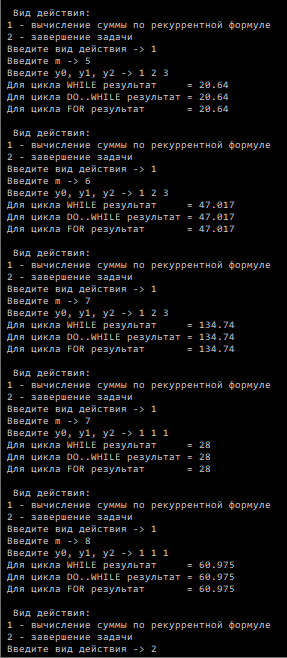 Вид действия:
1 - вычисление суммы по рекуррентной формуле
2 - завершение задачи
Введите вид действия -> 1
Введите m -> 5
Введите y0, y1, y2 -> 1 2 3
Для цикла WHILE результат     = 20.64
Для цикла DO..WHILE результат = 20.64
Для цикла FOR результат       = 20.64

Вид действия:
1 - вычисление суммы по рекуррентной формуле
2 - завершение задачи
Введите вид действия -> 1
Введите m -> 6
Введите y0, y1, y2 -> 1 2 3
Для цикла WHILE результат     = 47.017
Для цикла DO..WHILE результат = 47.017
Для цикла FOR результат       = 47.017

Вид действия:
1 - вычисление суммы по рекуррентной формуле
2 - завершение задачи
Введите вид действия -> 1
Введите m -> 7
Введите y0, y1, y2 -> 1 2 3
Для цикла WHILE результат     = 134.74
Для цикла DO..WHILE результат = 134.74
Для цикла FOR результат       = 134.74

Вид действия:
1 - вычисление суммы по рекуррентной формуле
2 - завершение задачи
Введите вид действия -> 1
Введите m -> 7
Введите y0, y1, y2 -> 1 1 1
Для цикла WHILE результат     = 28
Для цикла DO..WHILE результат = 28
Для цикла FOR результат       = 28

Вид действия:
1 - вычисление суммы по рекуррентной формуле
2 - завершение задачи
Введите вид действия -> 1
Введите m -> 8
Введите y0, y1, y2 -> 1 1 1
Для цикла WHILE результат     = 60.975
Для цикла DO..WHILE результат = 60.975
Для цикла FOR результат       = 60.975

Вид действия:
1 - вычисление суммы по рекуррентной формуле
2 - завершение задачи
Введите вид действия -> 2